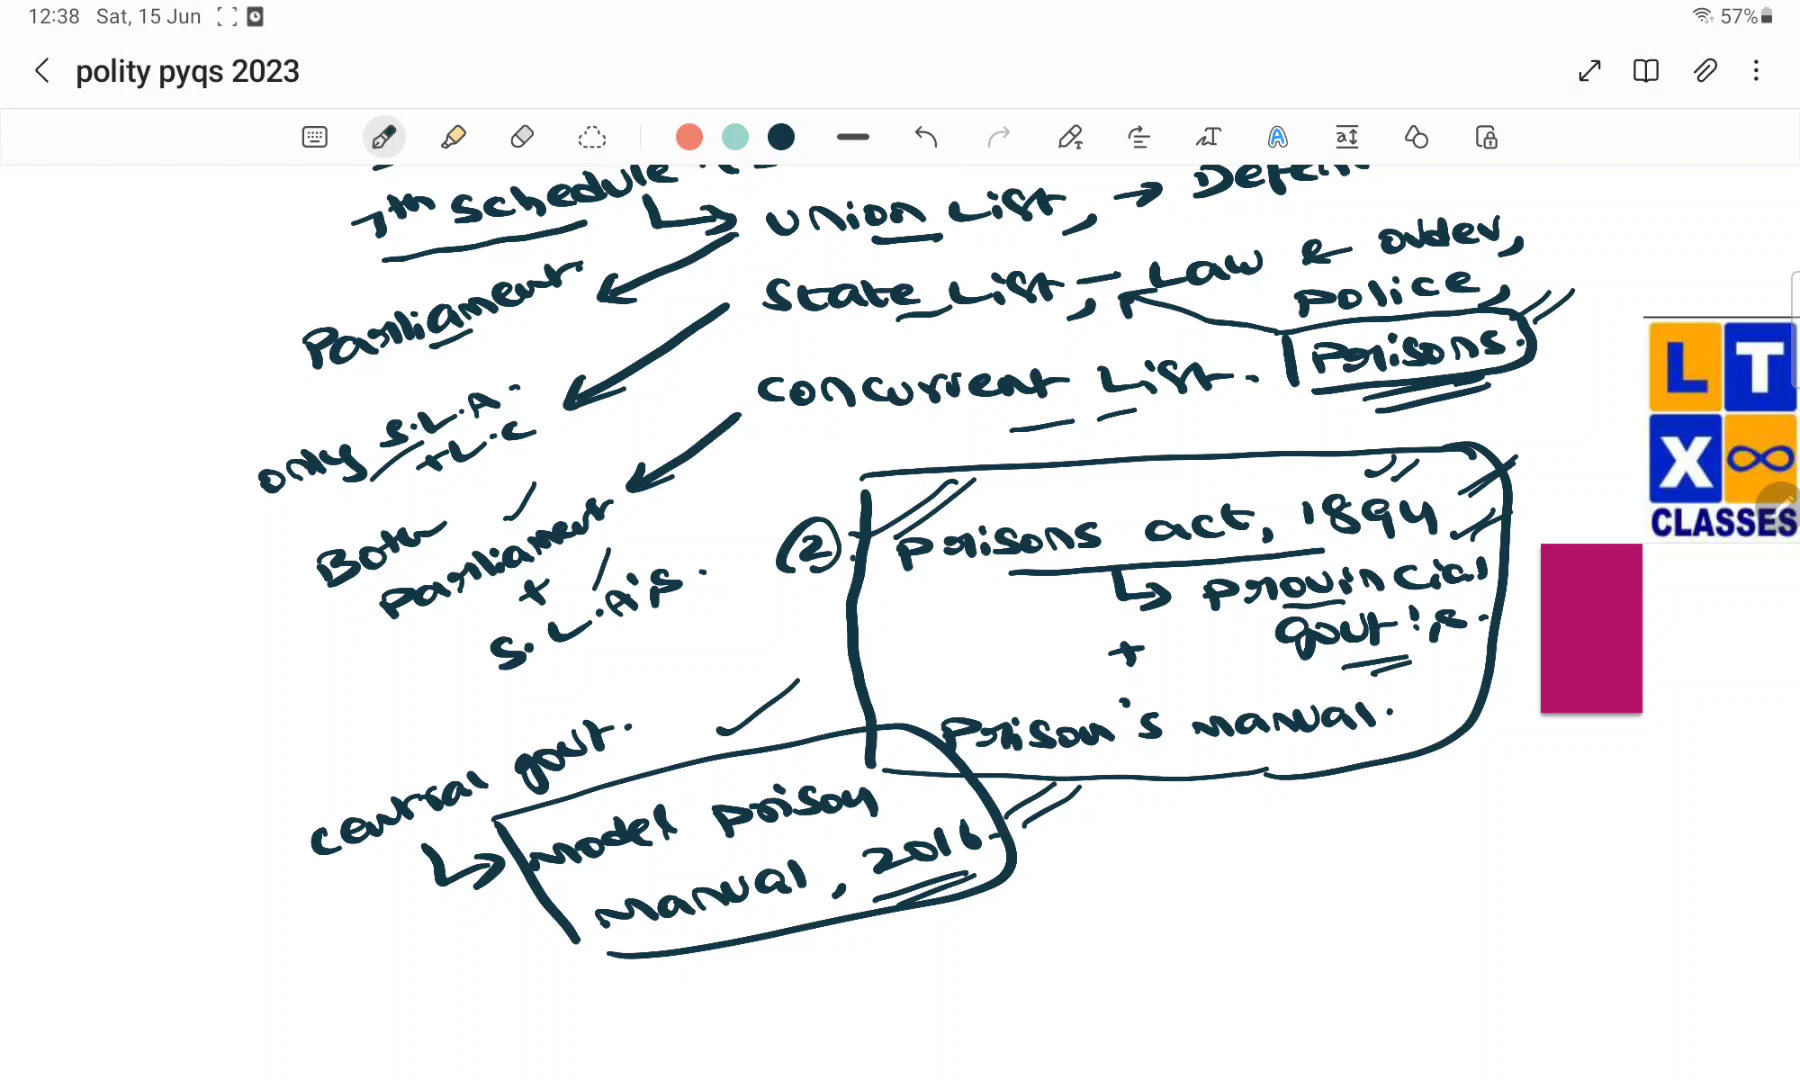 12:38 Sat, 15 Jun
57%
polity pyqs 2023
7th Schedule
Union List, → Defen
Parliament
State List, - Law & order,
Police,
Prisons.
only S.L.A.
+L.C
Concurrent List.
Both
Parliament
+
S.L.A's.
(2): Prisons act, 1894
↳ provincial
govt's.
+
Prison's manual.
central govt.
↳ Model prison
manual, 2016
L T
X ∞
CLASSES